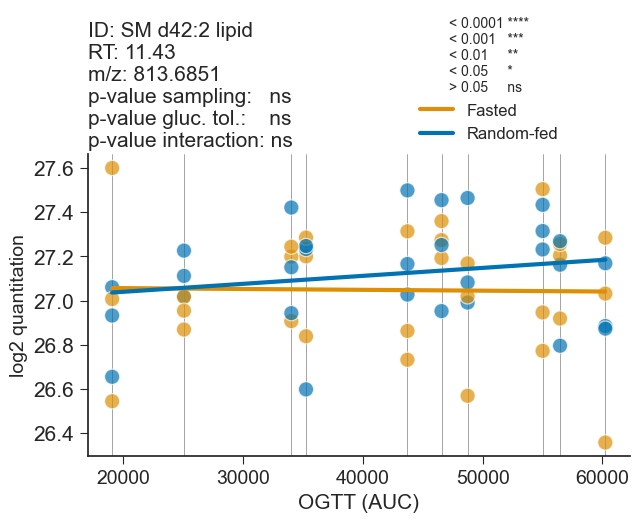 ID: SM d42:2 lipid
RT: 11.43
m/z: 813.6851
p-value sampling: ns
p-value gluc. tol.: ns
p-value interaction: ns
< 0.0001 ****
< 0.001 ***
< 0.01 **
< 0.05 *
> 0.05 ns
Fasted
Random-fed
27.6
27.4
27.2
27.0
26.8
26.6
26.4
log2 quantitation
20000 30000 40000 50000 60000
OGTT (AUC)